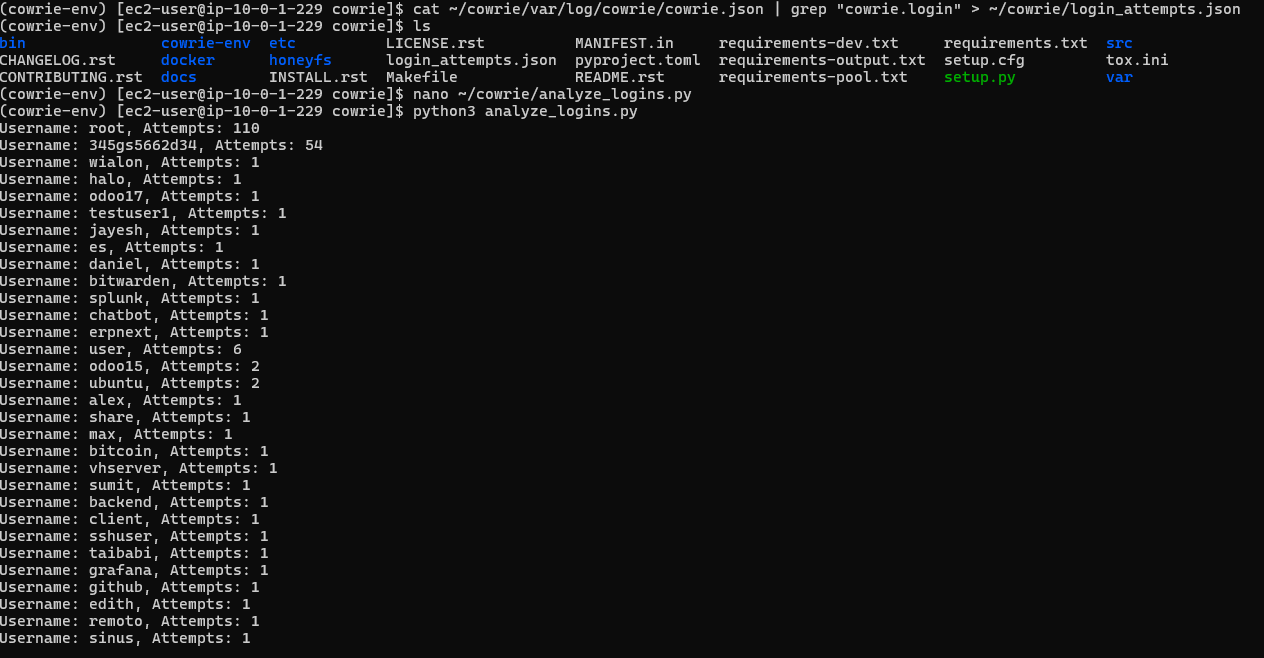 (cowrie-env) [ec2-user@ip-10-0-1-229 cowrie]$ cat ~/cowrie/var/log/cowrie/cowrie.json | grep "cowrie.login" > ~/cowrie/login_attempts.json
(cowrie-env) [ec2-user@ip-10-0-1-229 cowrie]$ ls
bin cowrie-env etc LICENSE.rst MANIFEST.in requirements-dev.txt requirements.txt src
CHANGELOG.rst docker honeyfs login_attempts.json pyproject.toml requirements-output.txt setup.cfg tox.ini
CONTRIBUTING.rst docs INSTALL.rst Makefile README.rst requirements-pool.txt setup.py var
(cowrie-env) [ec2-user@ip-10-0-1-229 cowrie]$ nano ~/cowrie/analyze_logins.py
(cowrie-env) [ec2-user@ip-10-0-1-229 cowrie]$ python3 analyze_logins.py
Username: root, Attempts: 110
Username: 345gs5662d34, Attempts: 54
Username: wialon, Attempts: 1
Username: halo, Attempts: 1
Username: odoo17, Attempts: 1
Username: testuser1, Attempts: 1
Username: jayesh, Attempts: 1
Username: es, Attempts: 1
Username: daniel, Attempts: 1
Username: bitwarden, Attempts: 1
Username: splunk, Attempts: 1
Username: chatbot, Attempts: 1
Username: erpnext, Attempts: 1
Username: user, Attempts: 6
Username: odoo15, Attempts: 2
Username: ubuntu, Attempts: 2
Username: alex, Attempts: 1
Username: share, Attempts: 1
Username: max, Attempts: 1
Username: bitcoin, Attempts: 1
Username: vhserver, Attempts: 1
Username: sumit, Attempts: 1
Username: backend, Attempts: 1
Username: client, Attempts: 1
Username: sshuser, Attempts: 1
Username: taibabi, Attempts: 1
Username: grafana, Attempts: 1
Username: github, Attempts: 1
Username: edith, Attempts: 1
Username: remoto, Attempts: 1
Username: sinus, Attempts: 1